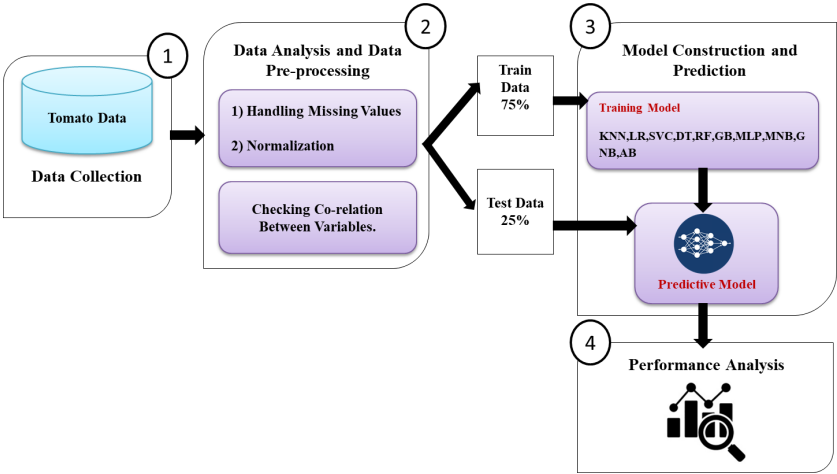 1
Tomato Data
Data Collection
2
Data Analysis and Data
Pre-processing
1) Handling Missing Values
2) Normalization
Checking Co-relation
Between Variables.
Train
Data
75%
Test Data
25%
3
Model Construction and
Prediction
Training Model
KNN,LR,SVC,DT,RF,GB,MLP,MNB,G
NB,AB
Predictive Model
4
Performance Analysis